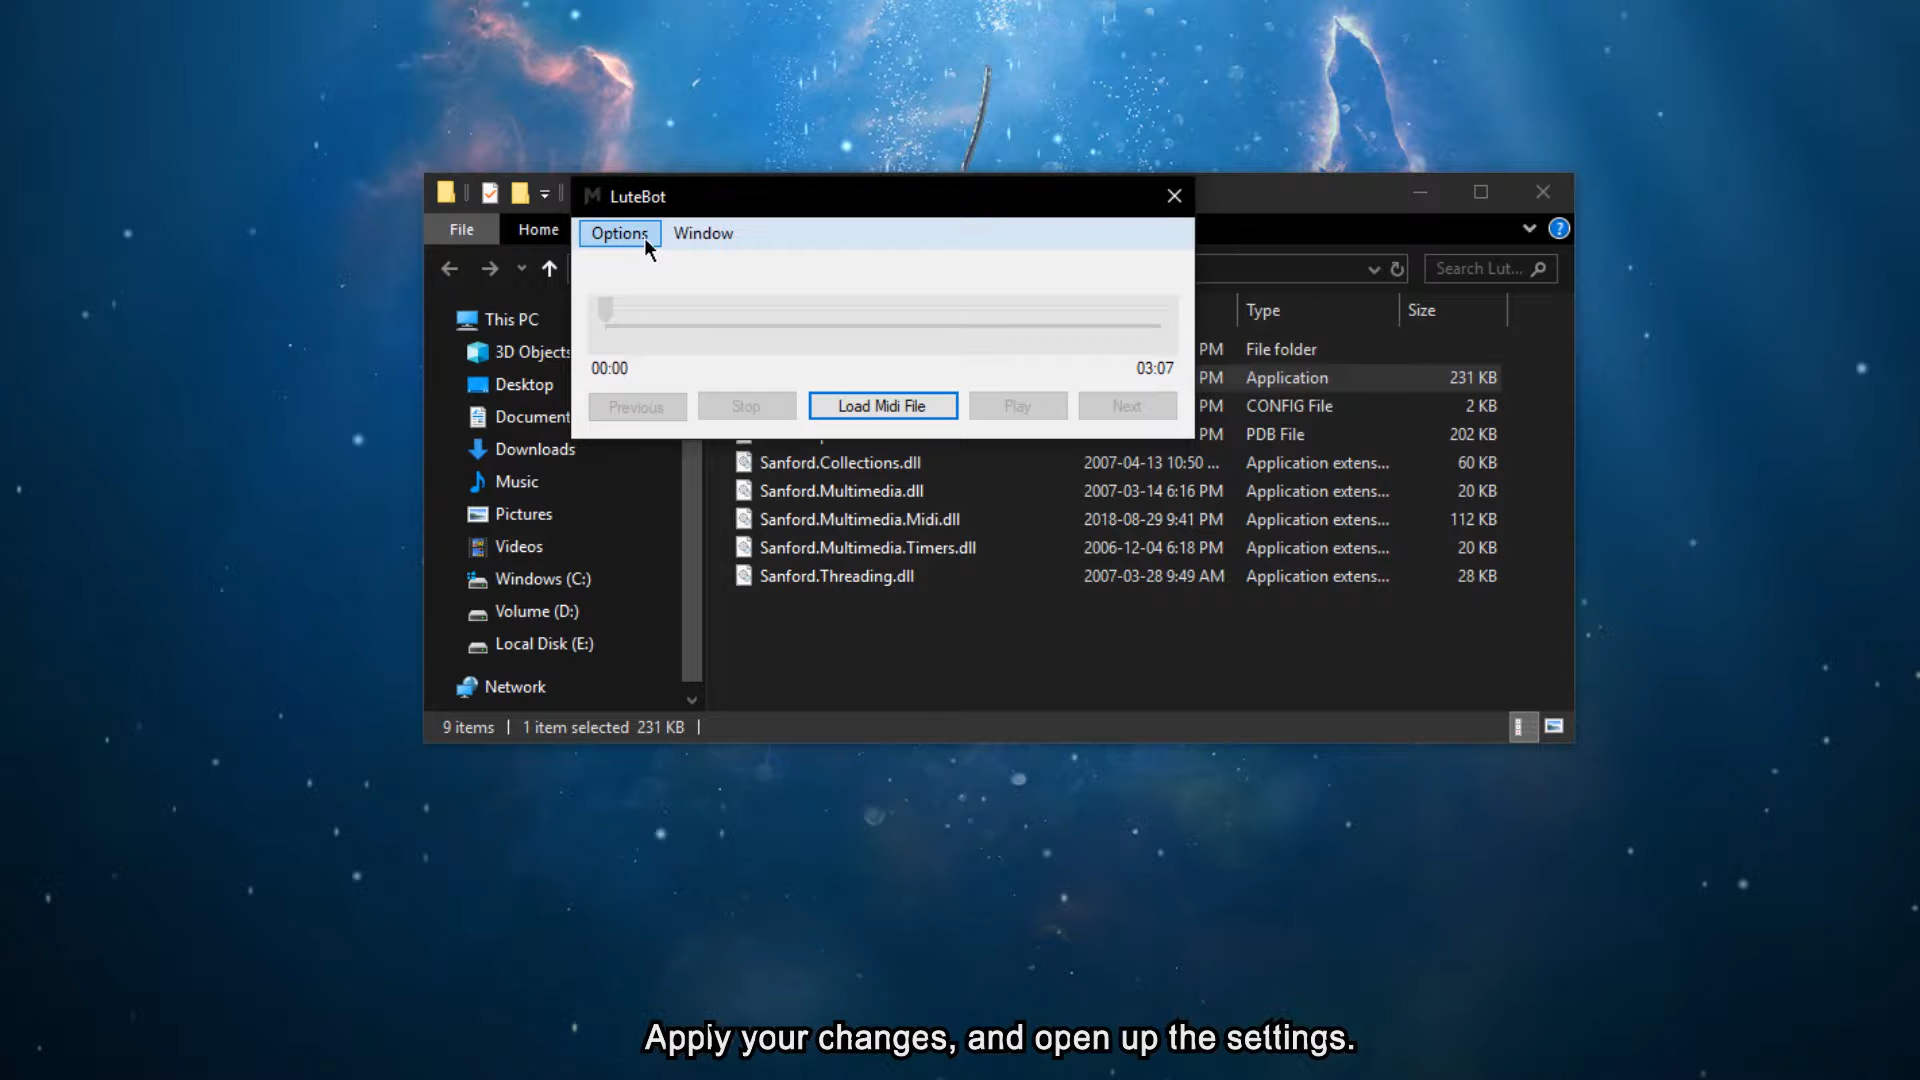 LuteBot
File
Home
Options
Window
Search Lut...
00:00
03:07
Previous
Stop
Load Midi File
Play
Next
This PC
3D Objects
Desktop
Document
Downloads
Music
Pictures
Videos
Windows (C:)
Volume (D:)
Local Disk (E:)
Network
Type
Size
PM File folder
PM Application 231 KB
PM CONFIG File 2 KB
PM PDB File 202 KB
Sanford.Collections.dll 2007-04-13 10:50 ... Application extens... 60 KB
Sanford.Multimedia.dll 2007-03-14 6:16 PM Application extens... 20 KB
Sanford.Multimedia.Midi.dll 2018-08-29 9:41 PM Application extens... 112 KB
Sanford.Multimedia.Timers.dll 2006-12-04 6:18 PM Application extens... 20 KB
Sanford.Threading.dll 2007-03-28 9:49 AM Application extens... 28 KB
9 items
1 item selected 231 KB
Apply your changes, and open up the settings.